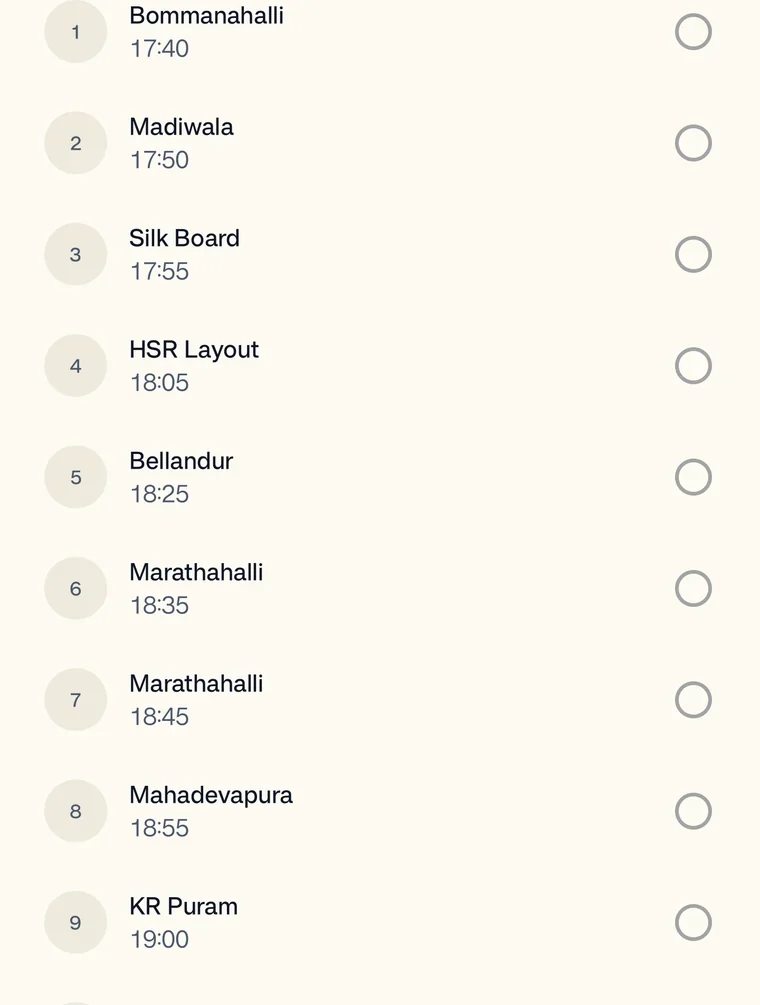 1
Bommanahalli
17:40
2
Madiwala
17:50
3
Silk Board
17:55
4
HSR Layout
18:05
5
Bellandur
18:25
6
Marathahalli
18:35
7
Marathahalli
18:45
8
Mahadevapura
18:55
9
KR Puram
19:00